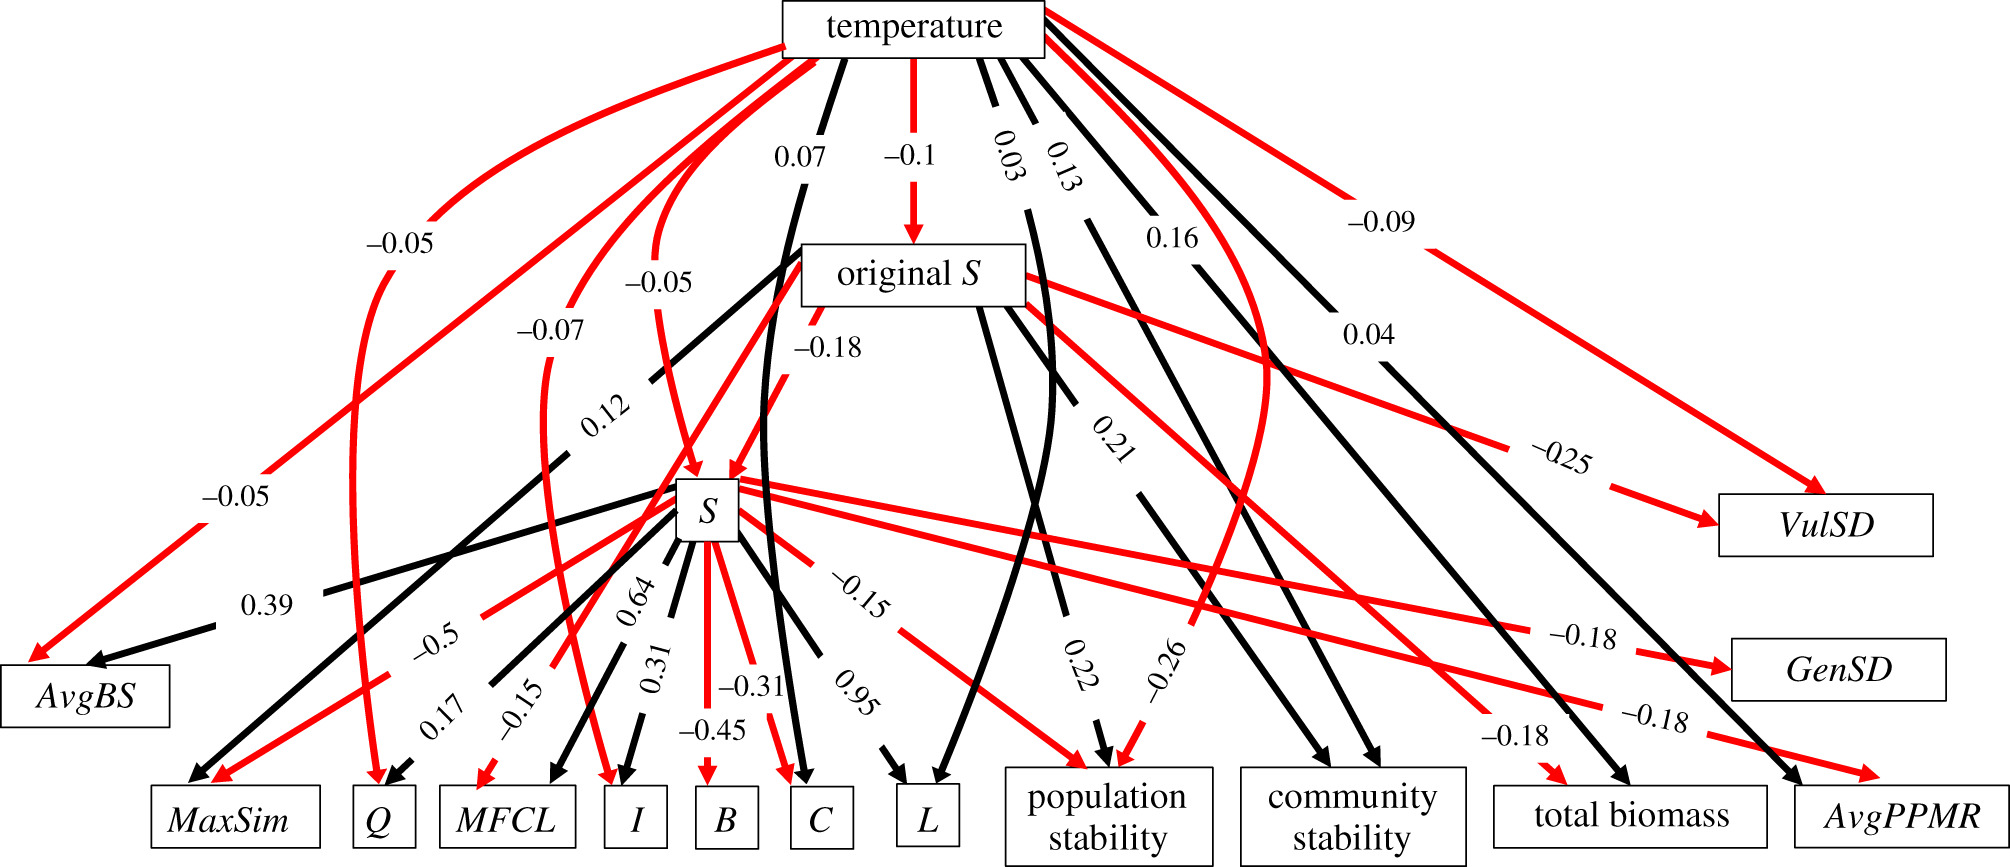 temperature
0.07
–0.1
0.03
0.13
–0.09
–0.05
0.16
original S
–0.05
–0.07
0.04
–0.18
0.12
0.21
–0.25
–0.05
S
VulSD
0.39
0.64
–0.15
–0.5
–0.18
GenSD
0.31
0.22
–0.26
AvgBS
–0.31
0.95
0.17
–0.15
–0.45
–0.18
–0.18
MaxSim
Q
MFCL
I
B
C
L
population
stability
community
stability
total biomass
AvgPPMR